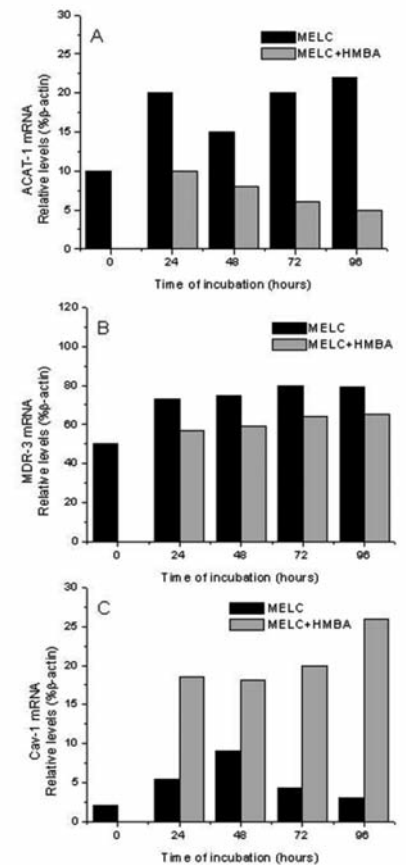 A
MELC
MELC+HMBA
ACAT-1 mRNA
Relative levels (%β-actin)
30
25
20
15
10
5
0
0 24 48 72 96
Time of incubation (hours)
B
MELC
MELC+HMBA
MDR-3 mRNA
Relative levels (%β-actin)
120
100
80
60
40
20
0
0 24 48 72 96
Time of incubation (hours)
C
MELC
MELC+HMBA
Cav-1 mRNA
Relative levels (%β-actin)
30
25
20
15
10
5
0
0 24 48 72 96
Time of incubation (hours)